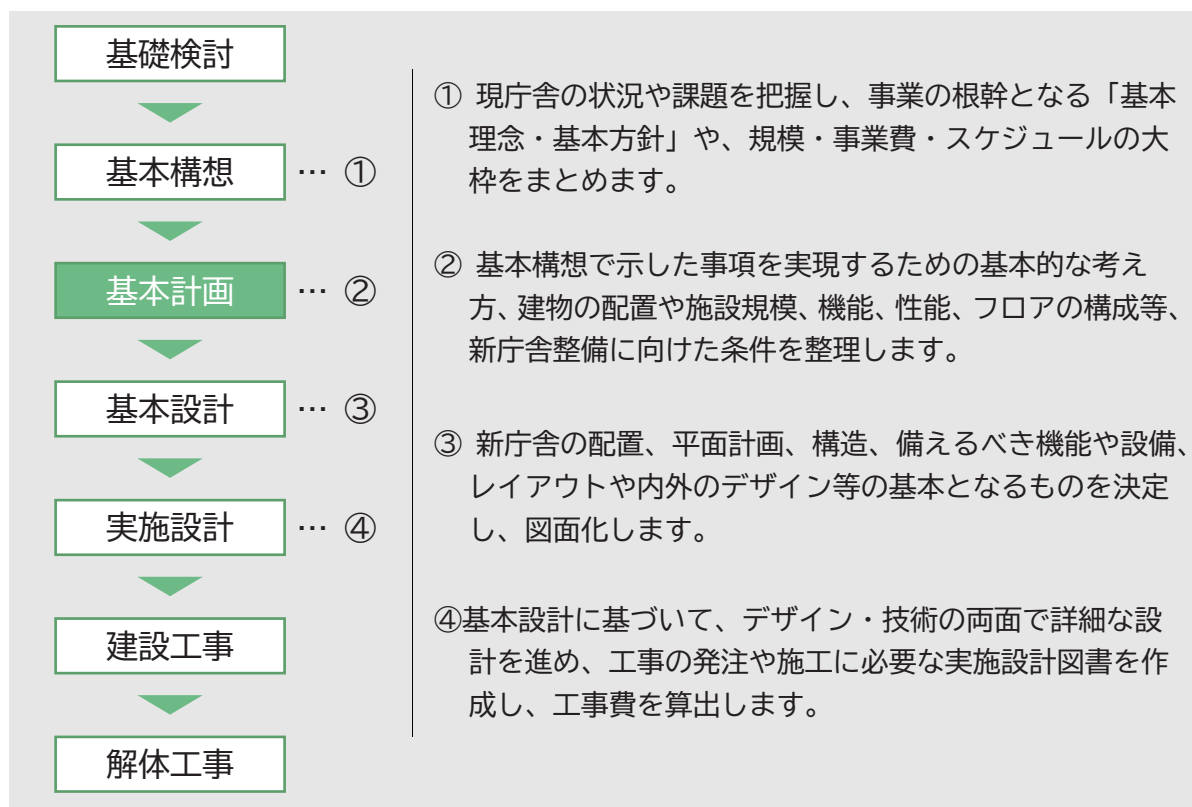 基礎検討
基本構想 … ①
基本計画 … ②
基本設計 … ③
実施設計 … ④
建設工事
解体工事
① 現庁舎の状況や課題を把握し、事業の根幹となる「基本
理念・基本方針」や、規模・事業費・スケジュールの大
枠をまとめます。
② 基本構想で示した事項を実現するための基本的な考え
方、建物の配置や施設規模、機能、性能、フロアの構成等、
新庁舎整備に向けた条件を整理します。
③ 新庁舎の配置、平面計画、構造、備えるべき機能や設備、
レイアウトや内外のデザイン等の基本となるものを決定
し、図面化します。
④基本設計に基づいて、デザイン・技術の両面で詳細な設
計を進め、工事の発注や施工に必要な実施設計図書を作
成し、工事費を算出します。